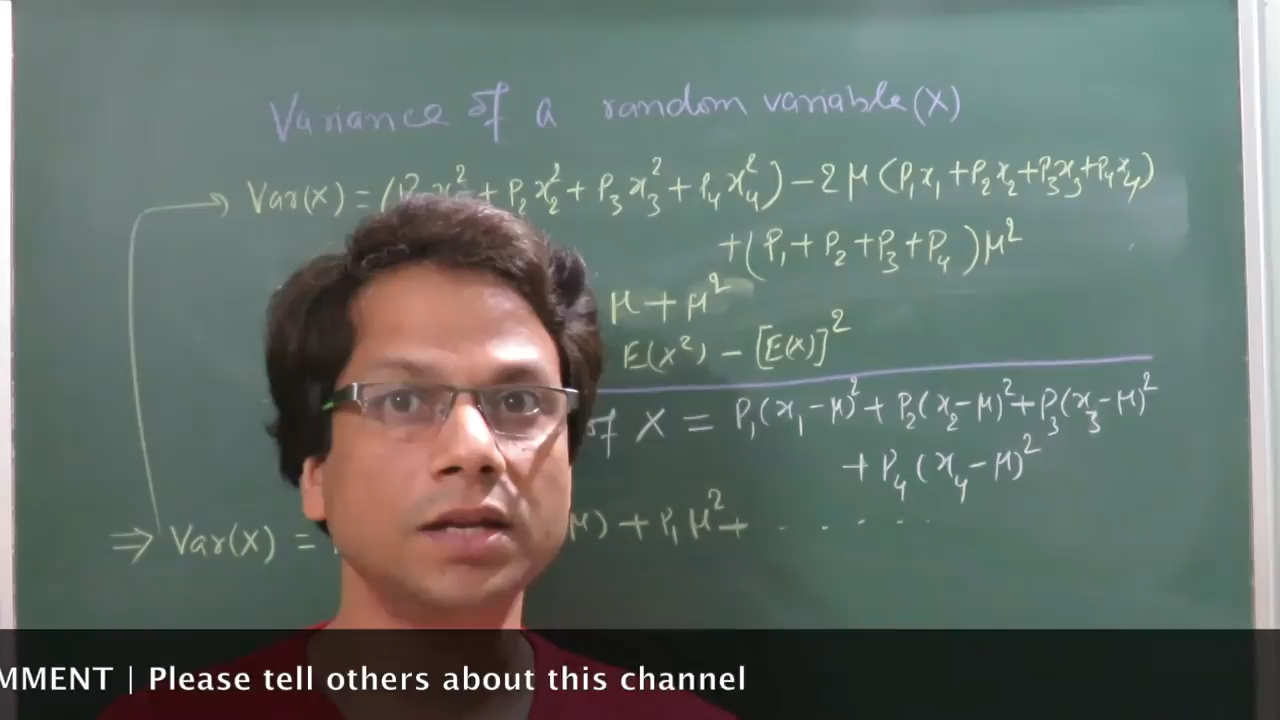 Variance of a random variable(X)
Var(X) = (P₁x₁² + P₂x₂² + P₃x₃² + P₄x₄²) − 2μ(P₁x₁ + P₂x₂ + P₃x₃ + P₄x₄)
+ (P₁ + P₂ + P₃ + P₄)μ²
μ + μ²
E(X²) − [E(X)]²
of X = P₁(x₁ − μ)² + P₂(x₂ − μ)² + P₃(x₃ − μ)²
+ P₄(x₄ − μ)²
⇒ Var(X) = μ) + P₁μ² + . . . . . .
MMENT | Please tell others about this channel